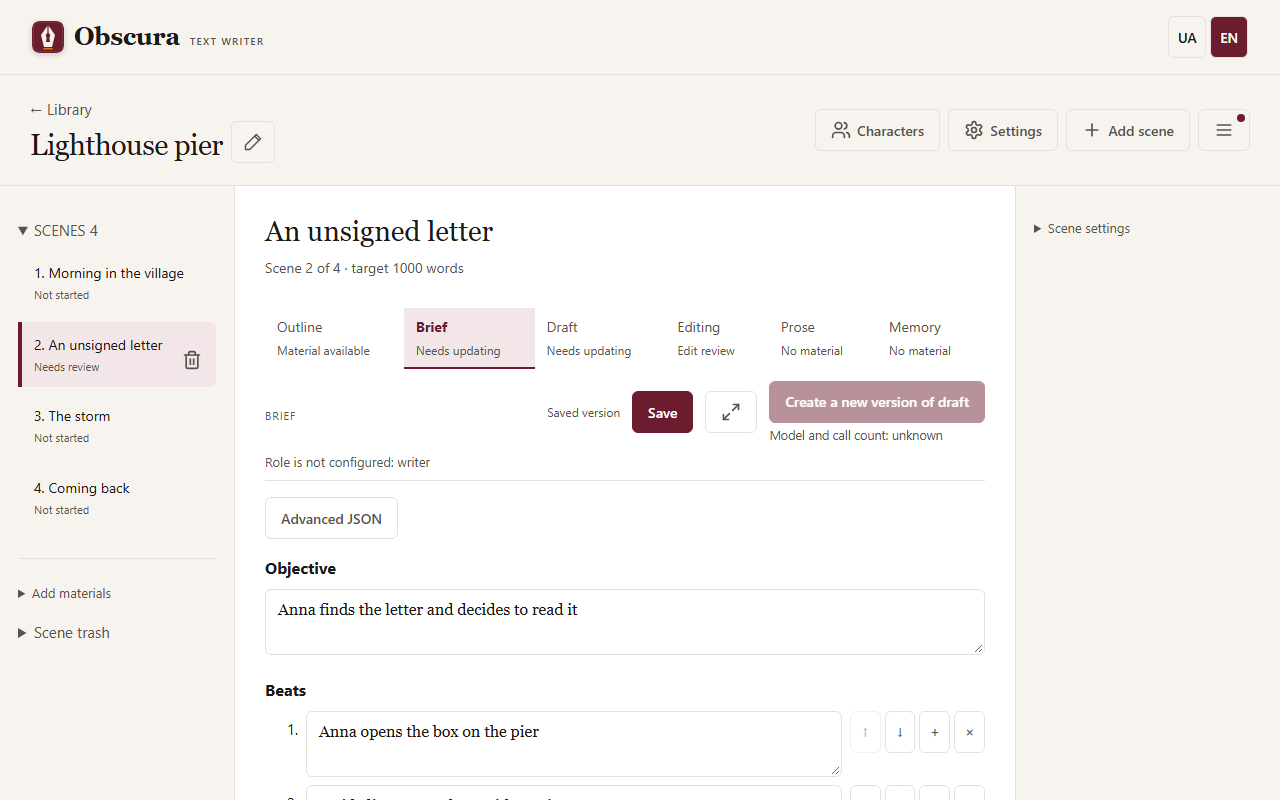 Obscura TEXT WRITER
UA EN
← Library
Lighthouse pier
Characters Settings + Add scene
▼ SCENES 4
1. Morning in the village
Not started
2. An unsigned letter
Needs review
3. The storm
Not started
4. Coming back
Not started
▶ Add materials
▶ Scene trash
An unsigned letter
Scene 2 of 4 · target 1000 words
Outline Brief Draft Editing Prose Memory
Material available Needs updating Needs updating Edit review No material No material
BRIEF Saved version Save Create a new version of draft
Model and call count: unknown
Role is not configured: writer
Advanced JSON
Objective
Anna finds the letter and decides to read it
Beats
1. Anna opens the box on the pier ↑ ↓ + ×
▶ Scene settings